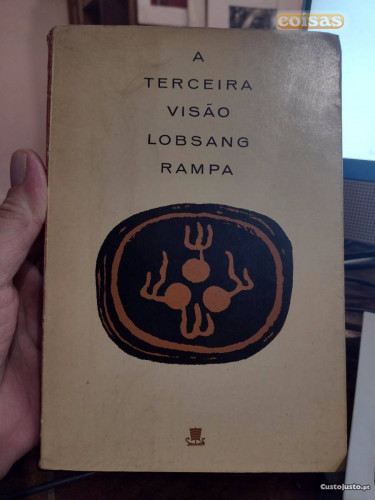 coisas
A
TERCEIRA
VISÃO
LOBSANG
RAMPA
CustoJusto.pt